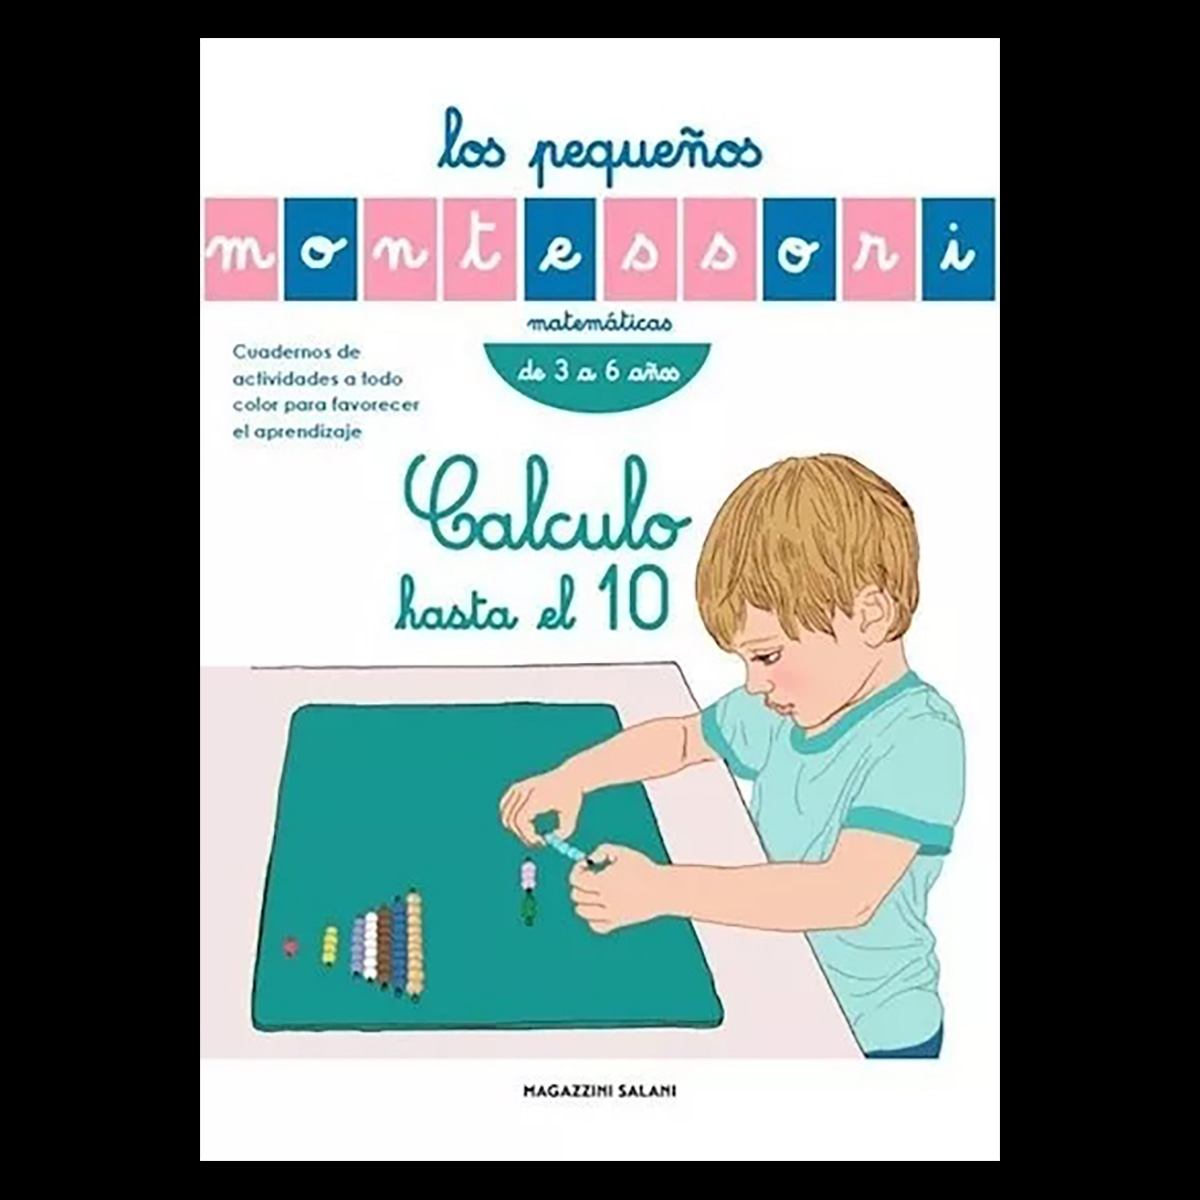 los pequeños
montessori
matemáticas
de 3 a 6 años
Cuadernos de
actividades a todo
color para favorecer
el aprendizaje
Calculo
hasta el 10
MAGAZZINI SALANI